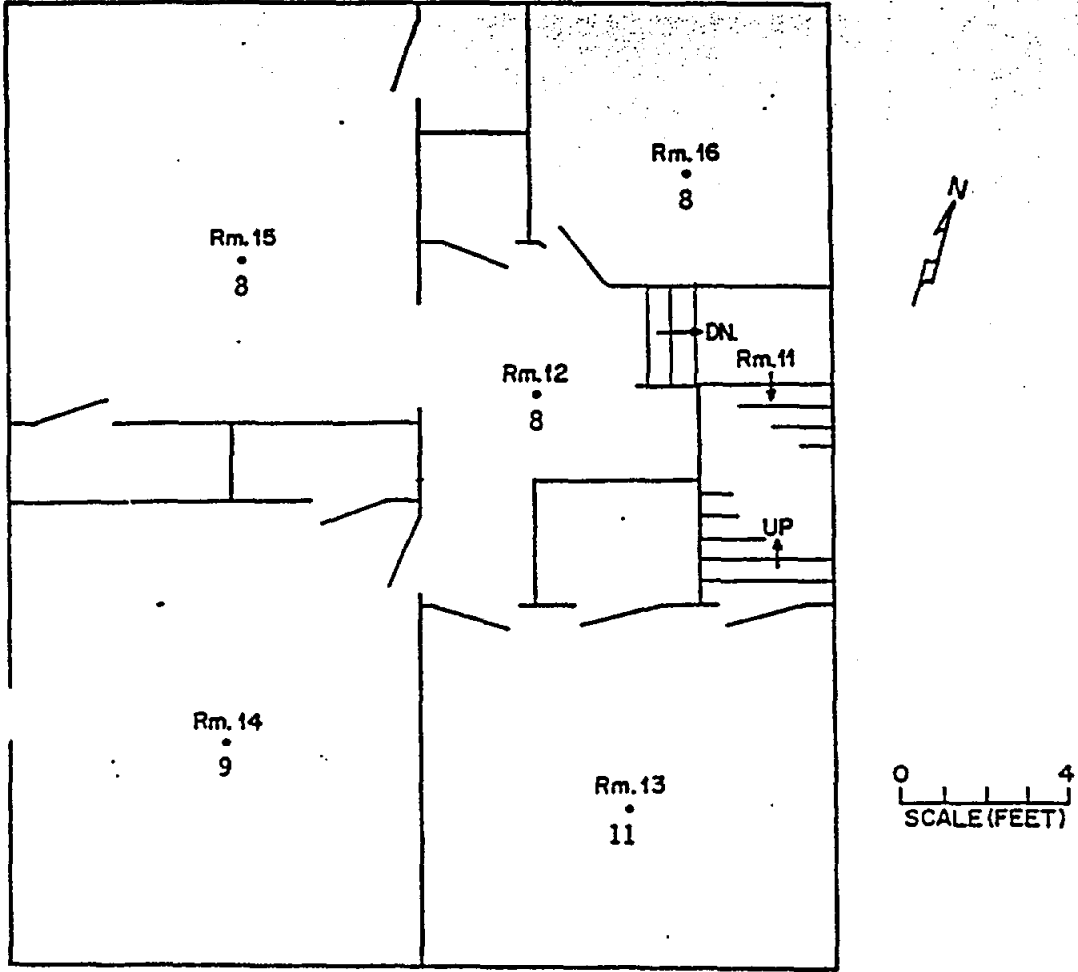 Rm. 16
8
N
Rm. 15
8
DN.
Rm. 11
Rm. 12
8
UP
Rm. 14
9
Rm. 13
11
0 4
SCALE (FEET)